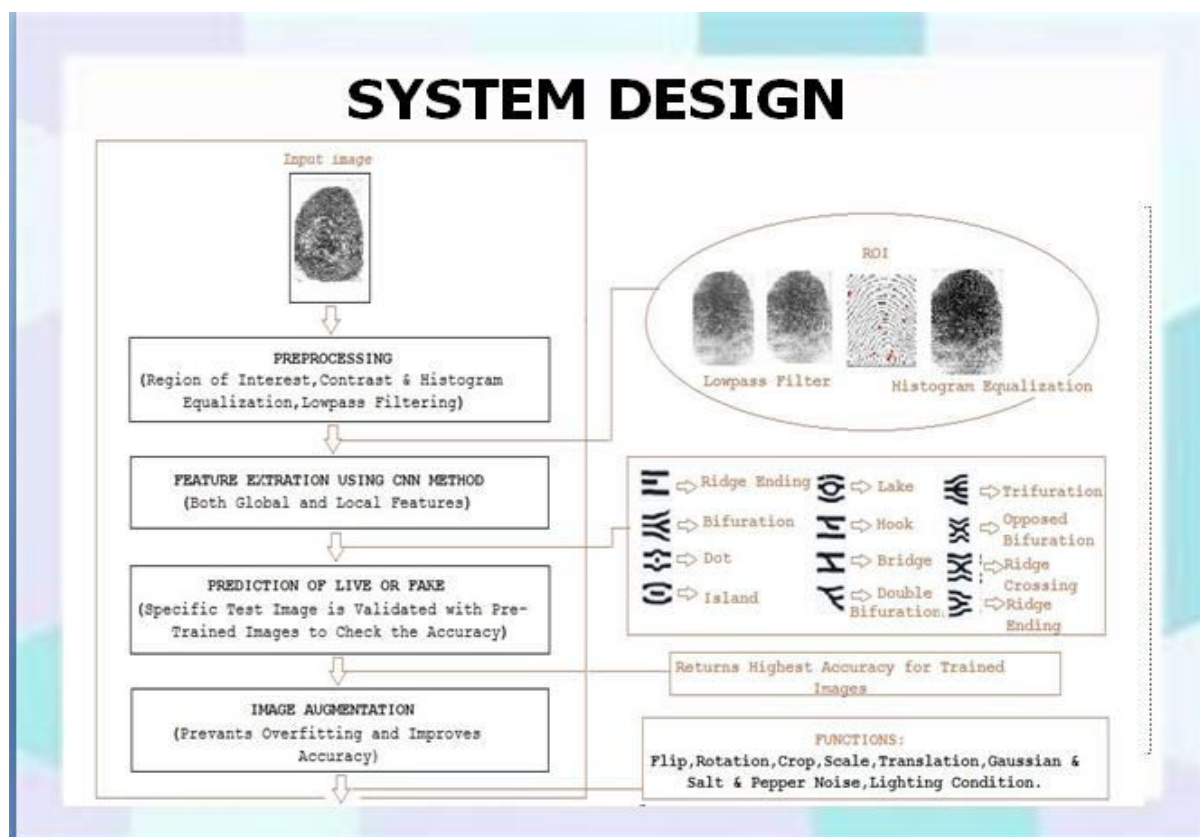 SYSTEM DESIGN
Input image
PREPROCESSING
(Region of Interest,Contrast & Histogram
Equalization,Lowpass Filtering)
FEATURE EXTRATION USING CNN METHOD
(Both Global and Local Features)
PREDICTION OF LIVE OR FAKE
(Specific Test Image is Validated with Pre-
Trained Images to Check the Accuracy)
IMAGE AUGMENTATION
(Prevants Overfitting and Improves
Accuracy)
ROI
Lowpass Filter
Histogram Equalization
Ridge Ending
Bifuration
Dot
Island
Lake
Hook
Bridge
Double
Bifuration.
Trifuration
Opposed
Bifuration
Ridge
Crossing
Ridge
Ending
Returns Highest Accuracy for Trained
Images
FUNCTIONS:
Flip,Rotation,Crop,Scale,Translation,Gaussian &
Salt & Pepper Noise,Lighting Condition.